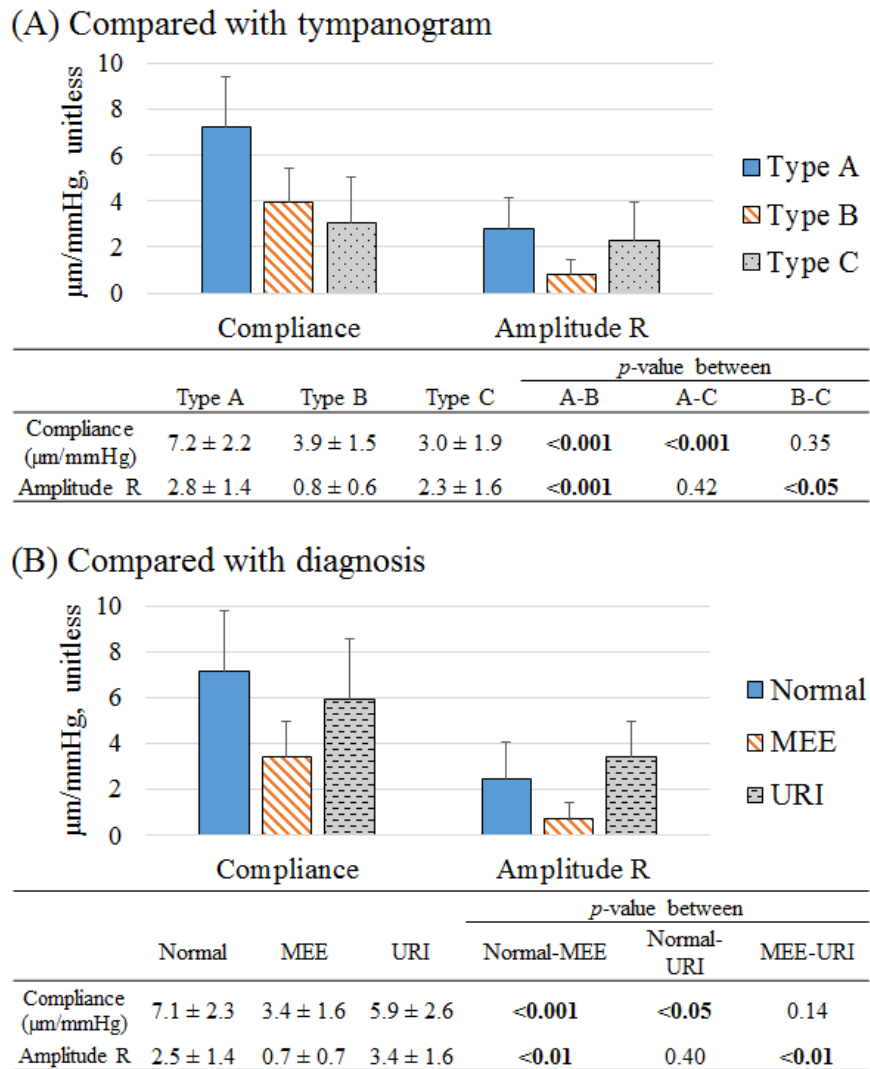 (A) Compared with tympanogram
10
8
6
4
2
0
μm/mmHg, unitless
Compliance
Amplitude R
Type A
Type B
Type C
p-value between
Type A Type B Type C A-B A-C B-C
Compliance
(μm/mmHg) 7.2 ± 2.2 3.9 ± 1.5 3.0 ± 1.9 <0.001 <0.001 0.35
Amplitude R 2.8 ± 1.4 0.8 ± 0.6 2.3 ± 1.6 <0.001 0.42 <0.05
(B) Compared with diagnosis
10
8
6
4
2
0
μm/mmHg, unitless
Compliance
Amplitude R
Normal
MEE
URI
p-value between
Normal MEE URI Normal-MEE Normal-
URI MEE-URI
Compliance
(μm/mmHg) 7.1 ± 2.3 3.4 ± 1.6 5.9 ± 2.6 <0.001 <0.05 0.14
Amplitude R 2.5 ± 1.4 0.7 ± 0.7 3.4 ± 1.6 <0.01 0.40 <0.01